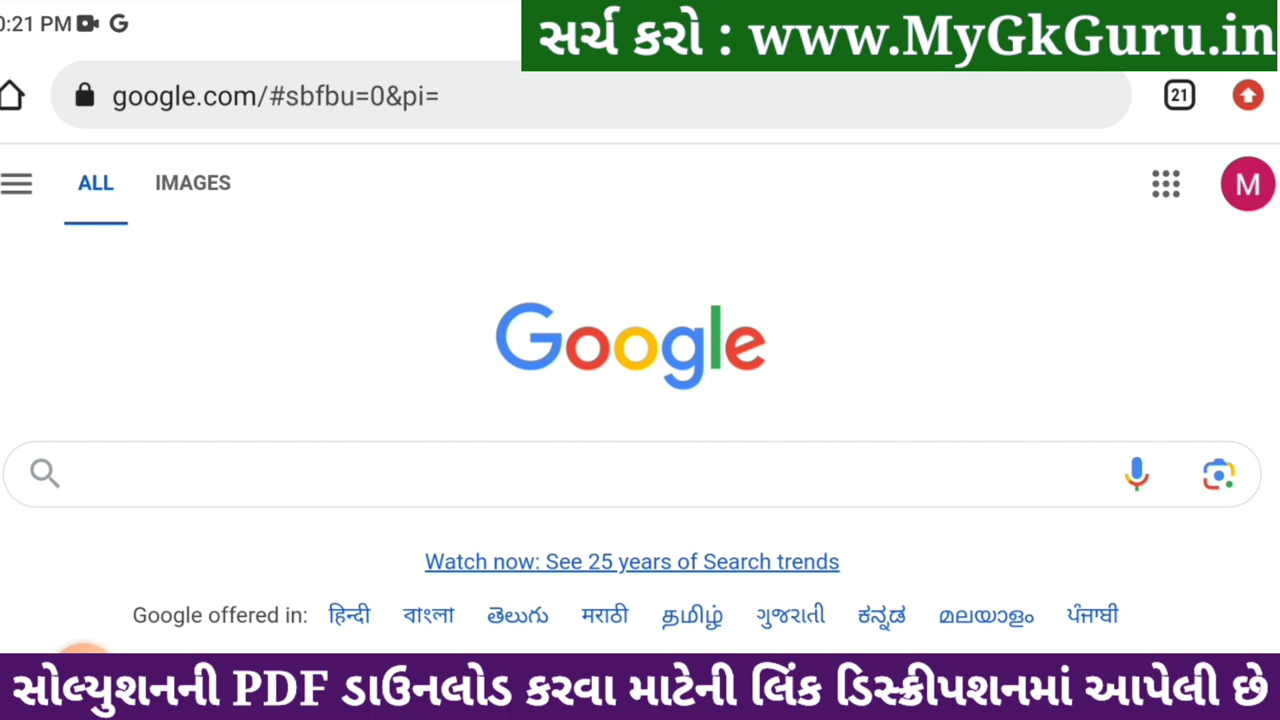 0:21 PM G
સર્ચ કરો : www.MyGkGuru.in
google.com/#sbfbu=0&pi=
21
ALL IMAGES
M
Google
Watch now: See 25 years of Search trends
Google offered in: हिन्दी বাংলা తెలుగు मराठी தமிழ் ગુજરાતી ಕನ್ನಡ മലയാളം ਪੰਜਾਬੀ
સોલ્યુશનની PDF ડાઉનલોડ કરવા માટેની લિંક ડિસ્ક્રીપશનમાં આપેલી છે